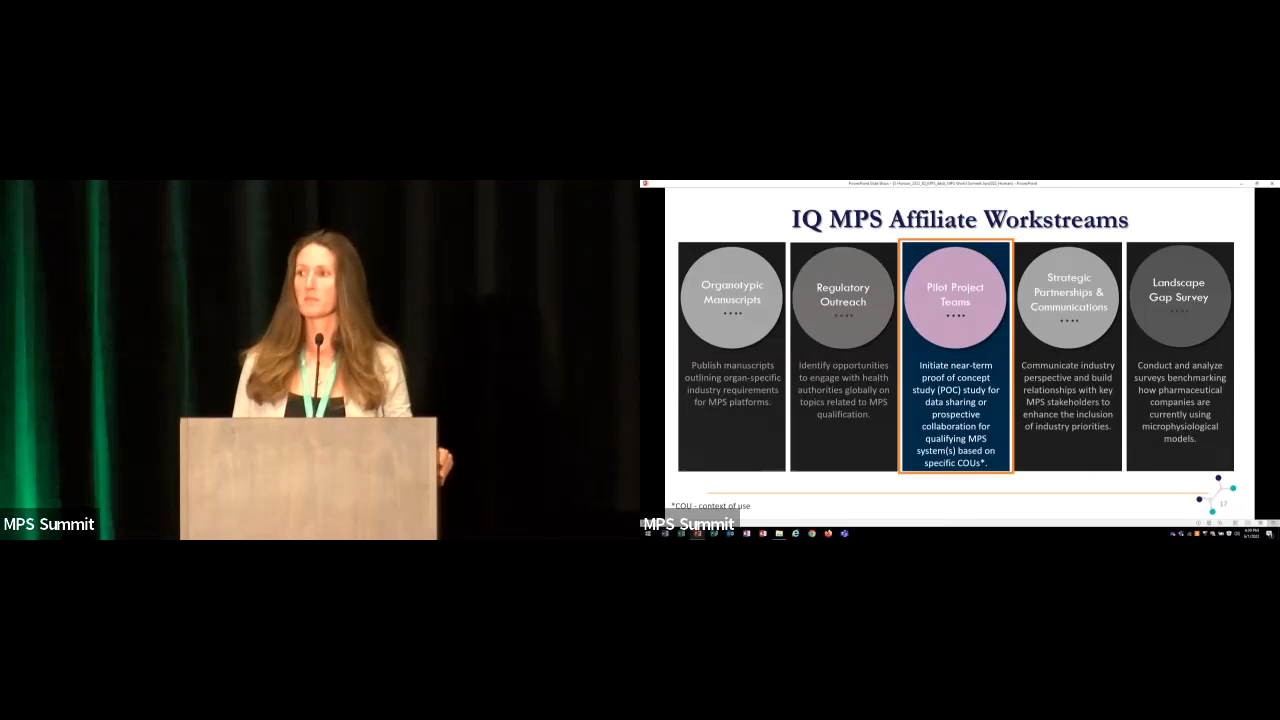 MPS Summit
PowerPoint Slide Show
PowerPoint
IQ MPS Affiliate Workstreams
Organotypic
Manuscripts
Publish manuscripts
outlining organ-specific
industry requirements
for MPS platforms.
Regulatory
Outreach
Identify opportunities
to engage with health
authorities globally on
topics related to MPS
qualification.
Pilot Project
Teams
Initiate near-term
proof of concept
study (POC) study for
data sharing or
prospective
collaboration for
qualifying MPS
system(s) based on
specific COUs*.
Strategic
Partnerships &
Communications
Communicate industry
perspective and build
relationships with key
MPS stakeholders to
enhance the inclusion
of industry priorities.
Landscape
Gap Survey
Conduct and analyze
surveys benchmarking
how pharmaceutical
companies are
currently using
microphysiological
models.
*COU - context of use
17
MPS Summit